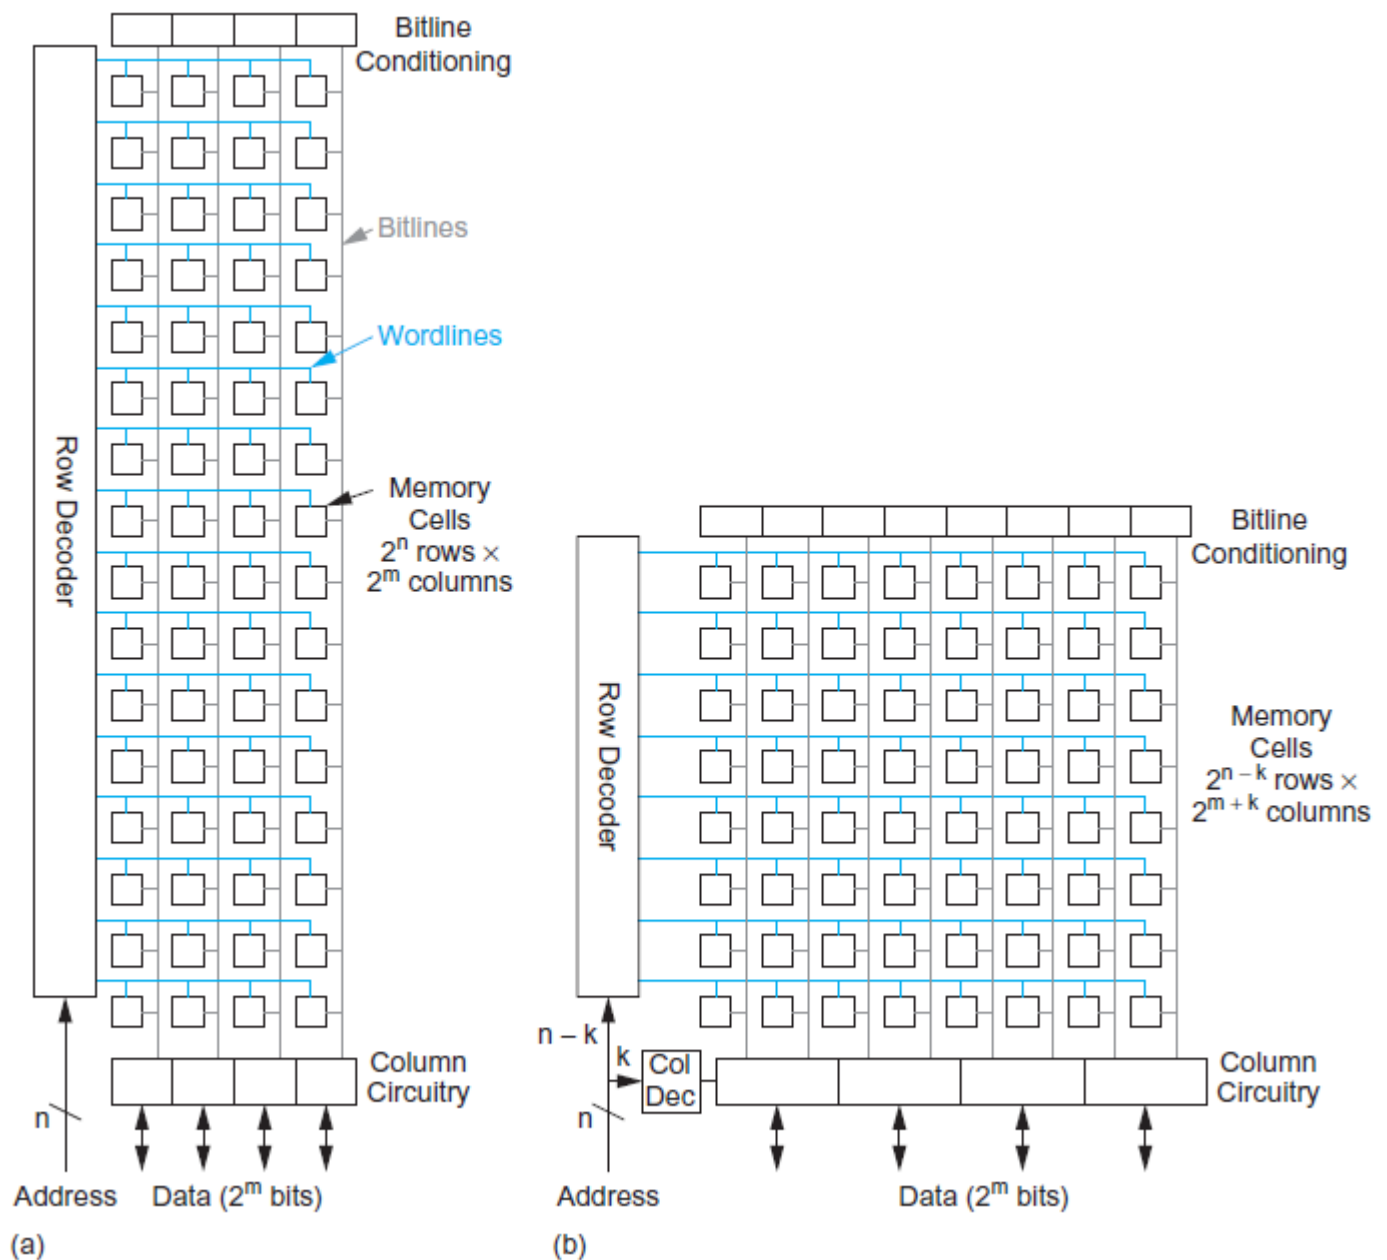 Bitline
Conditioning
Bitlines
Wordlines
Row Decoder
Memory
Cells
2ⁿ rows ×
2ᵐ columns
Column
Circuitry
n
Address
Data (2ᵐ bits)
(a)
Bitline
Conditioning
Row Decoder
Memory
Cells
2ⁿ⁻ᵏ rows ×
2ᵐ⁺ᵏ columns
n – k
k
Col
Dec
Column
Circuitry
n
Address
Data (2ᵐ bits)
(b)